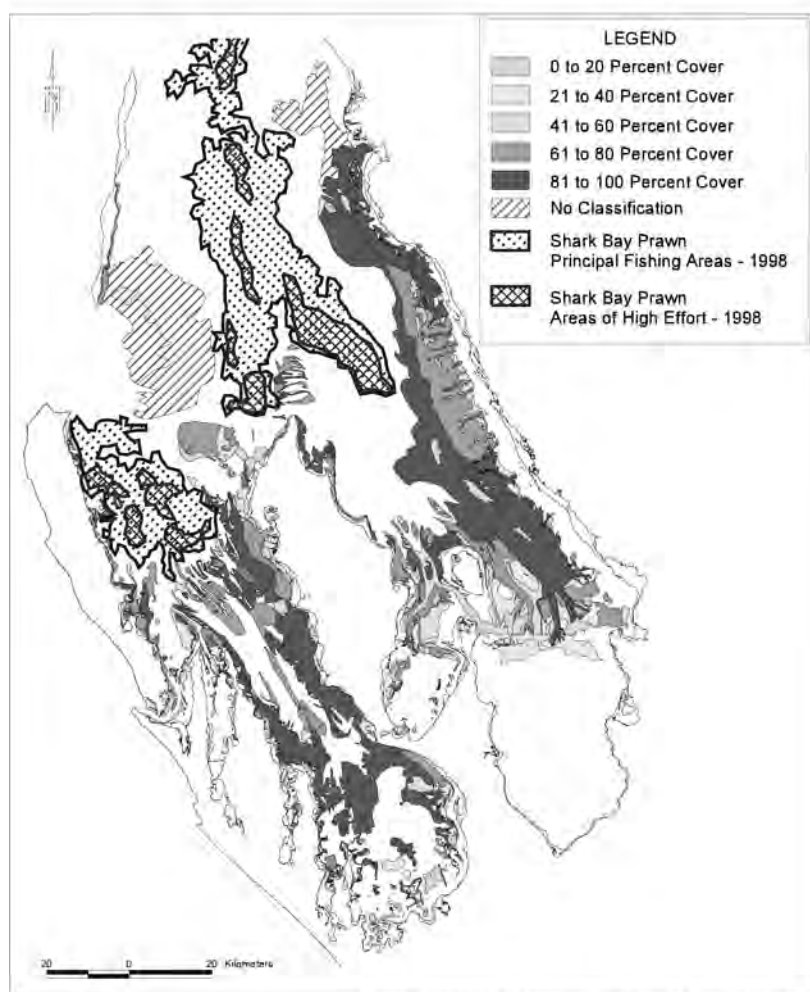 N
LEGEND
0 to 20 Percent Cover
21 to 40 Percent Cover
41 to 60 Percent Cover
61 to 80 Percent Cover
81 to 100 Percent Cover
No Classification
Shark Bay Prawn
Principal Fishing Areas - 1998
Shark Bay Prawn
Areas of High Effort - 1998
20 0 20 Kilometers